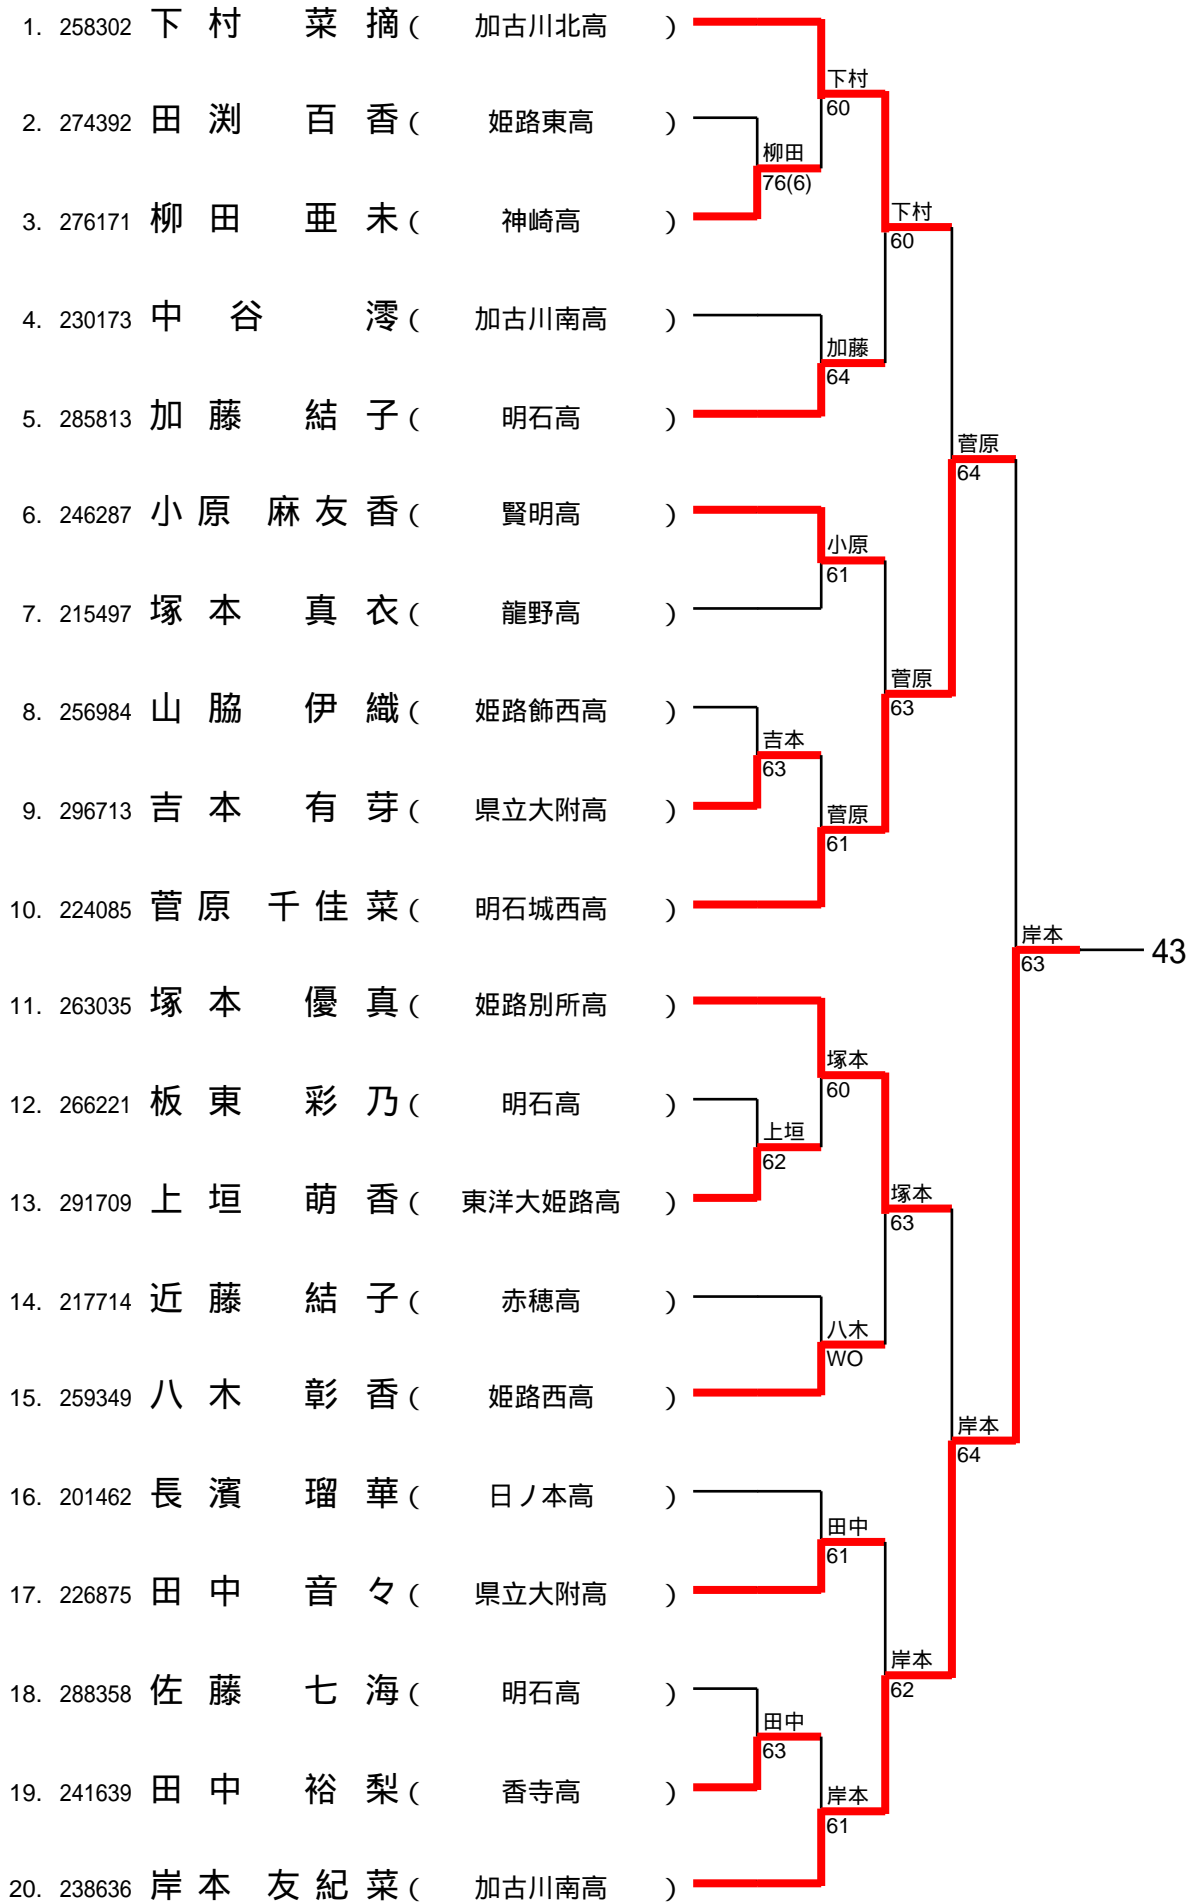 1. 258302 下村 菜摘 ( 加古川北高 )
下村
60
2. 274392 田渕 百香 ( 姫路東高 )
柳田
76(6)
3. 276171 柳田 亜未 ( 神崎高 )
下村
60
4. 230173 中谷 澪 ( 加古川南高 )
加藤
64
5. 285813 加藤 結子 ( 明石高 )
菅原
64
6. 246287 小原 麻友香 ( 賢明高 )
小原
61
7. 215497 塚本 真衣 ( 龍野高 )
菅原
63
8. 256984 山脇 伊織 ( 姫路飾西高 )
吉本
63
9. 296713 吉本 有芽 ( 県立大附高 )
菅原
61
10. 224085 菅原 千佳菜 ( 明石城西高 )
岸本
63
43
11. 263035 塚本 優真 ( 姫路別所高 )
塚本
60
12. 266221 板東 彩乃 ( 明石高 )
上垣
62
13. 291709 上垣 萌香 ( 東洋大姫路高 )
塚本
63
14. 217714 近藤 結子 ( 赤穂高 )
八木
WO
15. 259349 八木 彰香 ( 姫路西高 )
岸本
64
16. 201462 長濱 瑠華 ( 日ノ本高 )
田中
61
17. 226875 田中 音々 ( 県立大附高 )
岸本
62
18. 288358 佐藤 七海 ( 明石高 )
田中
63
19. 241639 田中 裕梨 ( 香寺高 )
岸本
61
20. 238636 岸本 友紀菜 ( 加古川南高 )